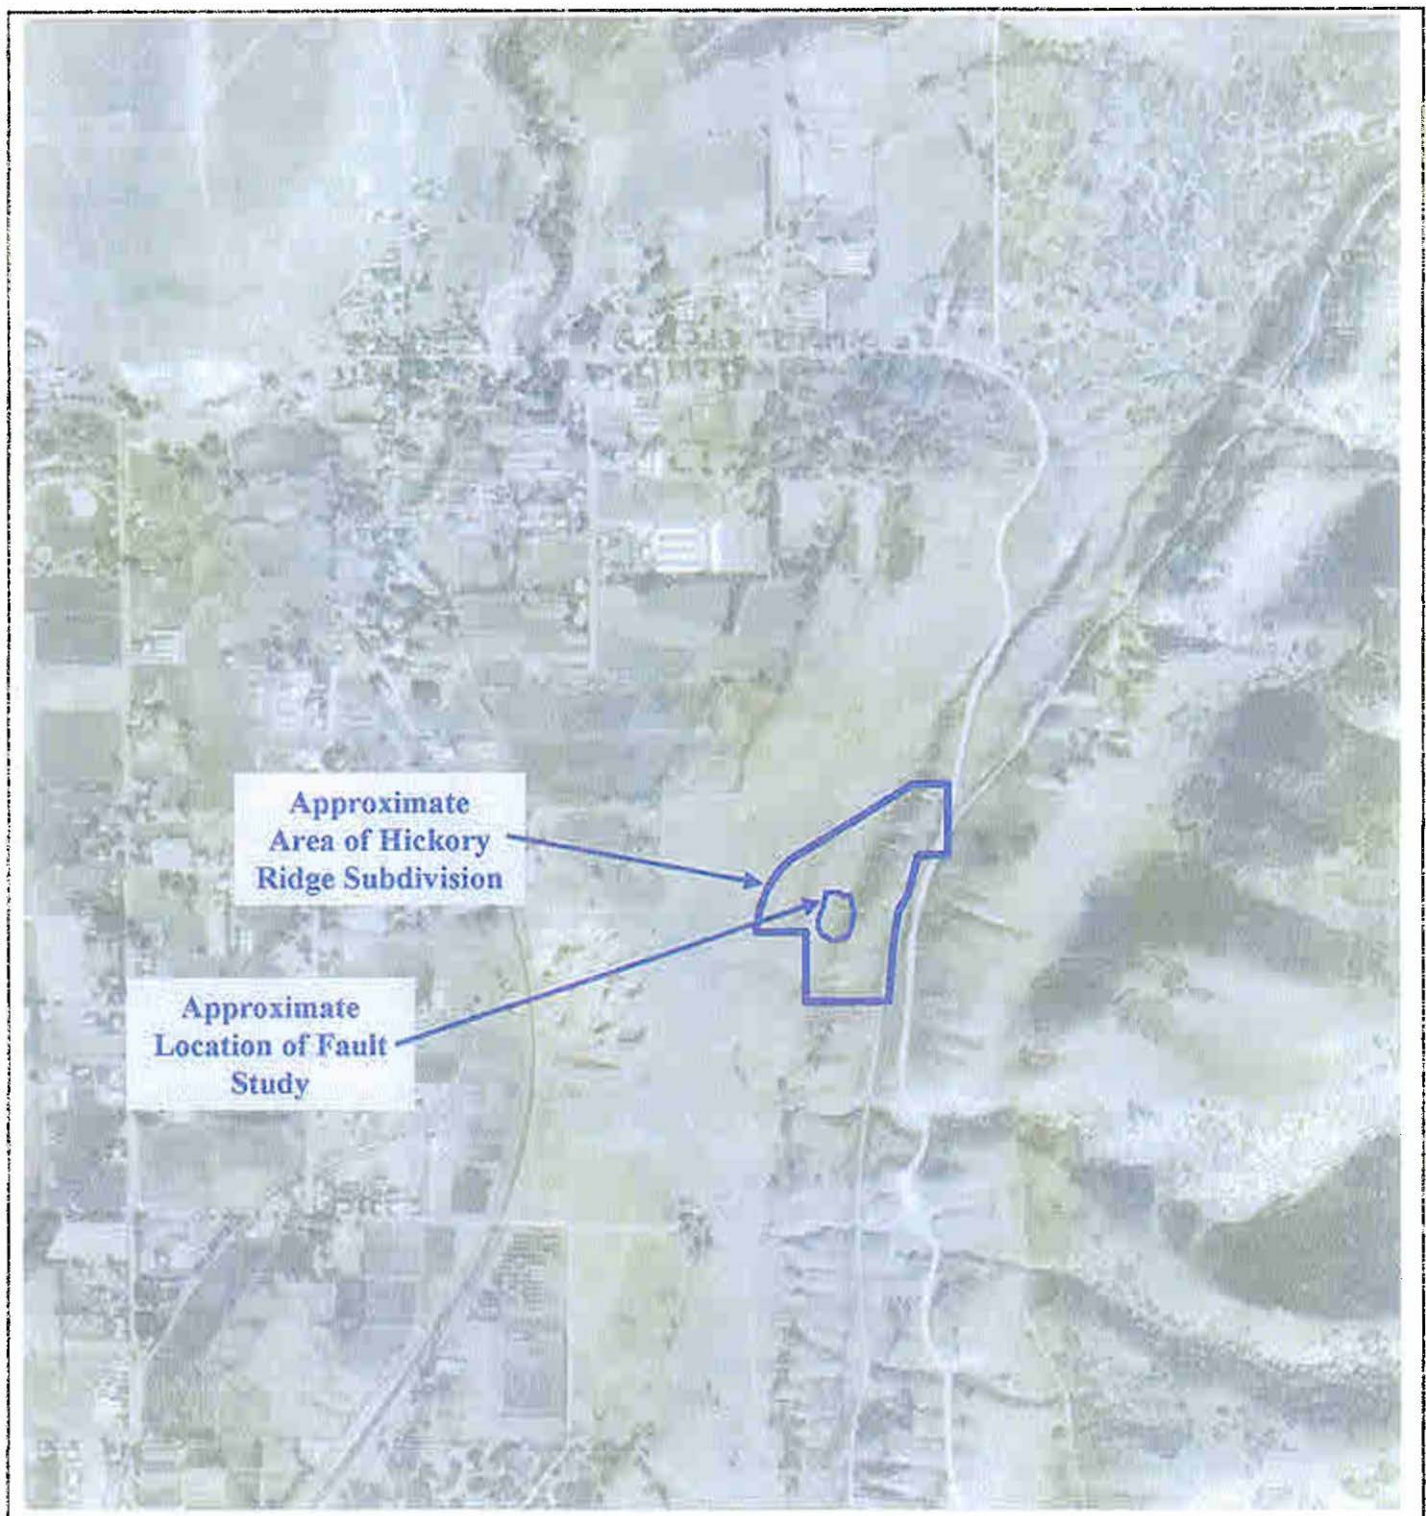 Approximate
Area of Hickory
Ridge Subdivision
Approximate
Location of Fault
Study